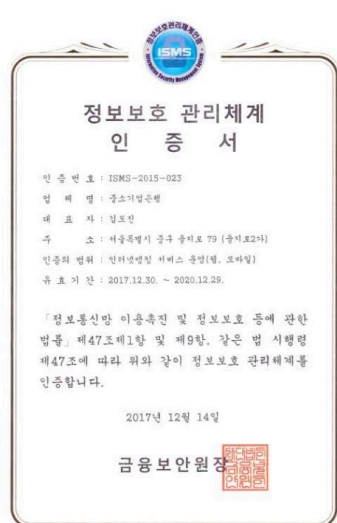 정보보호관리체계인증
ISMS
Information Security Management System
정보보호 관리체계
인 증 서
인 증 번 호 : ISMS-2015-023
업 체 명 : 중소기업은행
대 표 자 : 김도진
주 소 : 서울특별시 중구 을지로 79 (을지로2가)
인증의 범위 : 인터넷뱅킹 서비스 운영(웹, 모바일)
유 효 기 간 : 2017.12.30. ~ 2020.12.29.
「정보통신망 이용촉진 및 정보보호 등에 관한
법률」 제47조제1항 및 제9항, 같은 법 시행령
제47조에 따라 위와 같이 정보보호 관리체계를
인증합니다.
2017년 12월 14일
금융보안원장